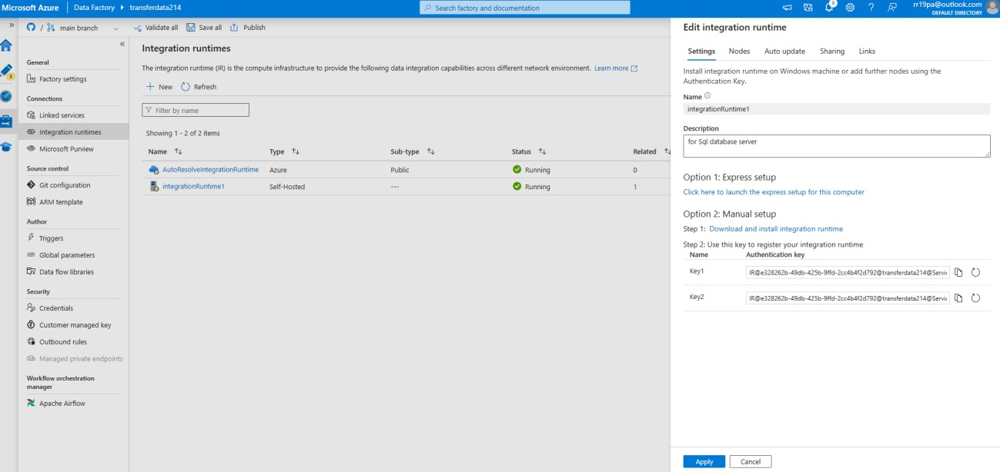 Microsoft Azure Data Factory transferdata214 Search factory and documentation 8 rr19pa@outlook.com
DEFAULT DIRECTORY
» / main branch Validate all Save all Publish
«
5
General
Factory settings
Connections
Linked services
Integration runtimes
Microsoft Purview
Source control
Git configuration
ARM template
Author
Triggers
Global parameters
Data flow libraries
Security
Credentials
Customer managed key
Outbound rules
Managed private endpoints
Workflow orchestration
manager
Apache Airflow
Integration runtimes
The integration runtime (IR) is the compute infrastructure to provide the following data integration capabilities across different network environment. Learn more
New Refresh
Filter by name
Showing 1 - 2 of 2 items
Name Type Sub-type Status Related
AutoResolveIntegrationRuntime Azure Public Running 0
integrationRuntime1 Self-Hosted --- Running 1
Edit integration runtime
Settings Nodes Auto update Sharing Links
Install integration runtime on Windows machine or add further nodes using the
Authentication Key.
Name
integrationRuntime1
Description
for Sql database server
Option 1: Express setup
Click here to launch the express setup for this computer
Option 2: Manual setup
Step 1: Download and install integration runtime
Step 2: Use this key to register your integration runtime
Name Authentication key
Key1 IR@e328262b-49db-425b-9ffd-2cc4b4f2d792@transferdata214@Servi
Key2 IR@e328262b-49db-425b-9ffd-2cc4b4f2d792@transferdata214@Servi
Apply Cancel